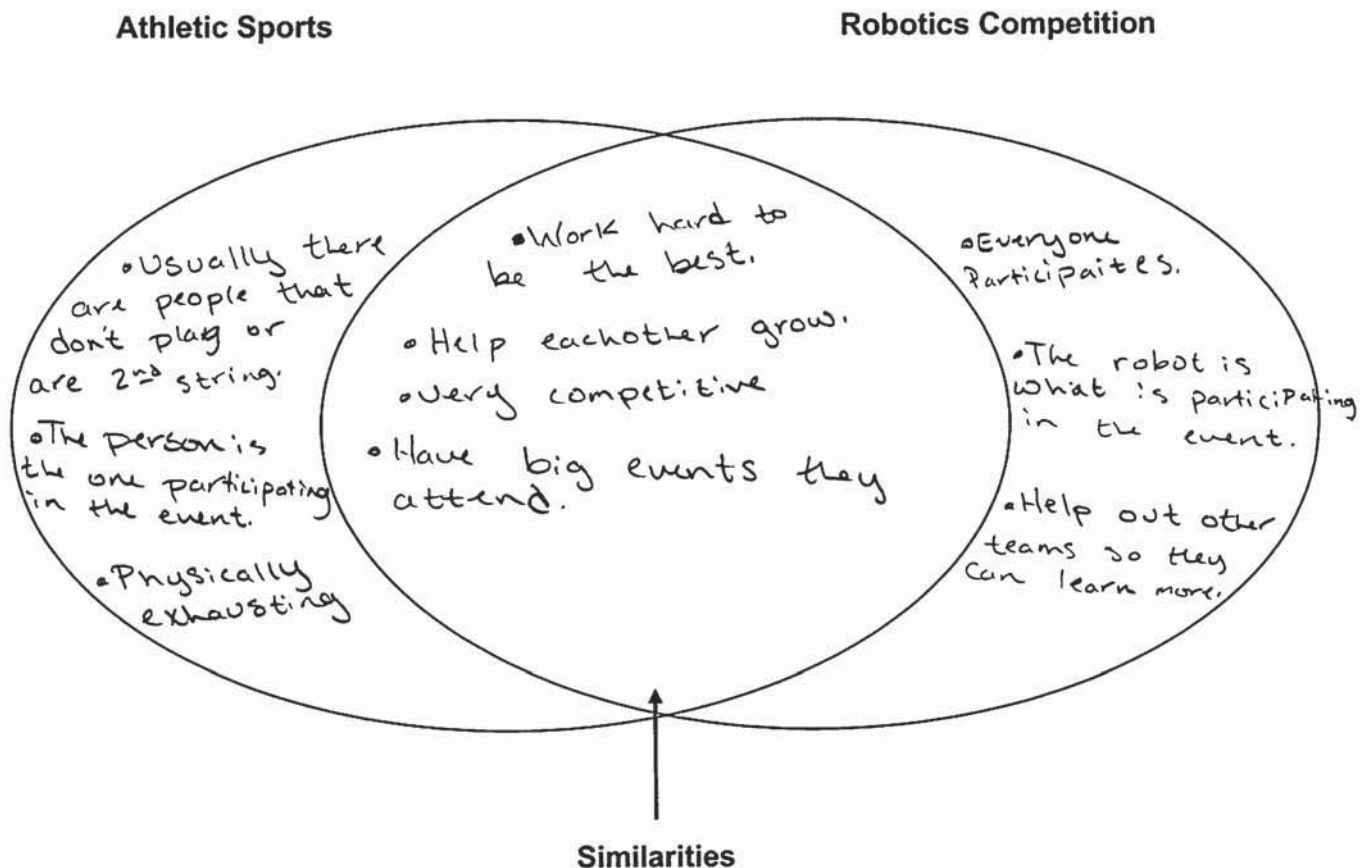 Athletic Sports
Robotics Competition
•Usually there
are people that
don't play or
are 2nd string.
•The person is
the one participating
in the event.
•Physically
exhausting
•Work hard to
be the best.
•Help eachother grow.
•very competitive
•Have big events they
attend.
•Everyone
Participaites.
•The robot is
what is participating
in the event.
•Help out other
teams so they
can learn more.
Similarities